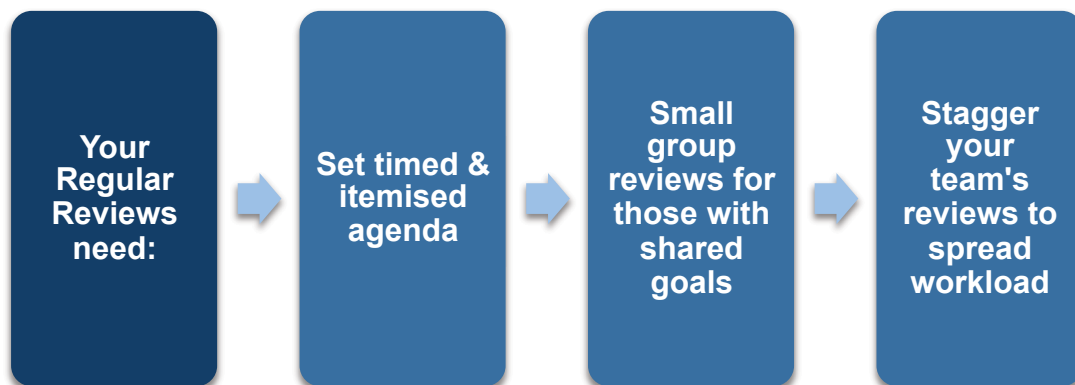 Your
Regular
Reviews
need:
Set timed &
itemised
agenda
Small
group
reviews for
those with
shared
goals
Stagger
your
team's
reviews to
spread
workload